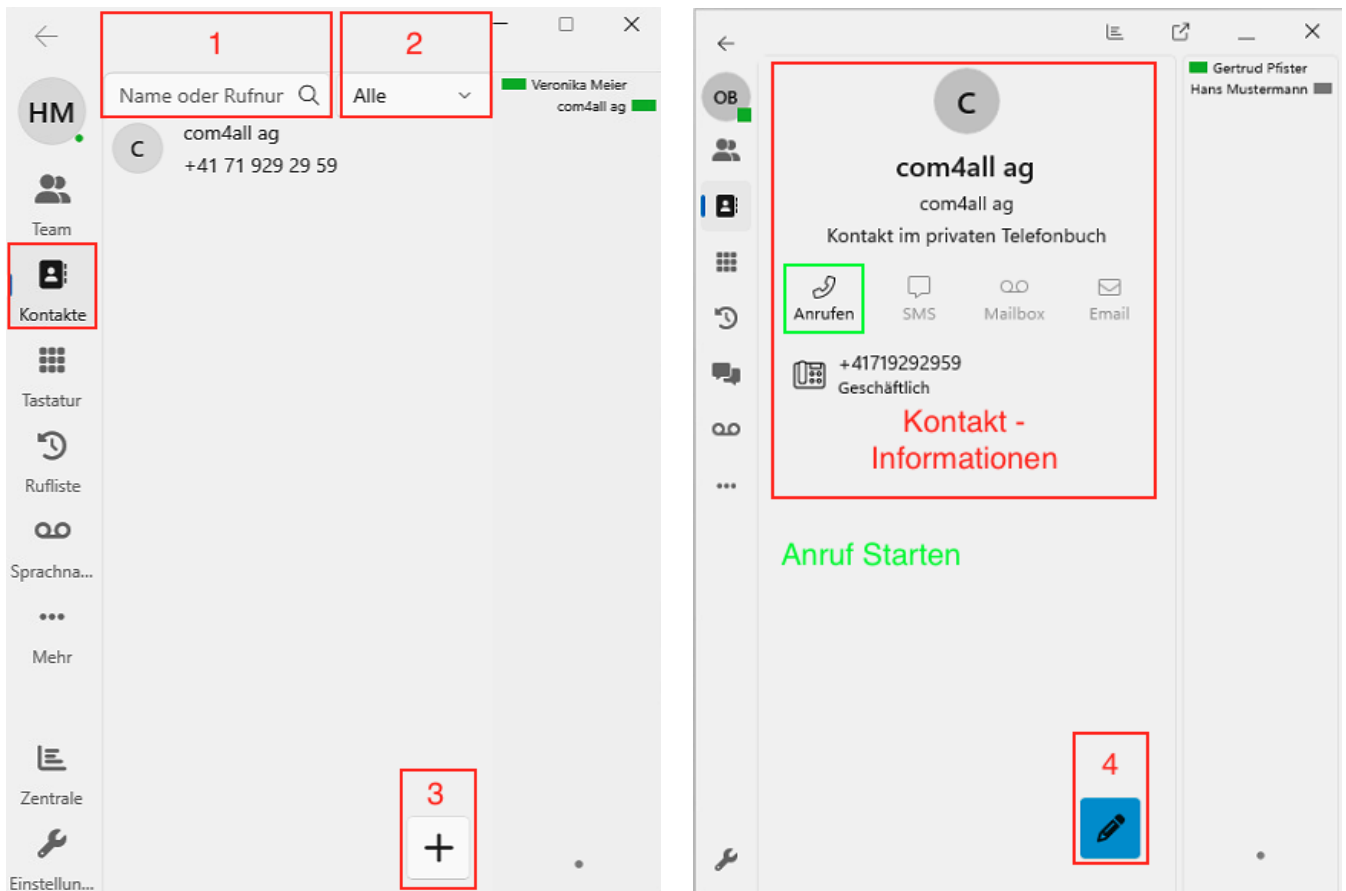 1
2
Name oder Rufnur
Alle
Veronika Meier
com4all ag
HM
C
com4all ag
+41 71 929 29 59
Team
Kontakte
Tastatur
Rufliste
Sprachna...
Mehr
Zentrale
Einstellun...
3
Gertrud Pfister
Hans Mustermann
OB
C
com4all ag
com4all ag
Kontakt im privaten Telefonbuch
Anrufen
SMS
Mailbox
Email
+41719292959
Geschäftlich
Kontakt -
Informationen
Anruf Starten
4